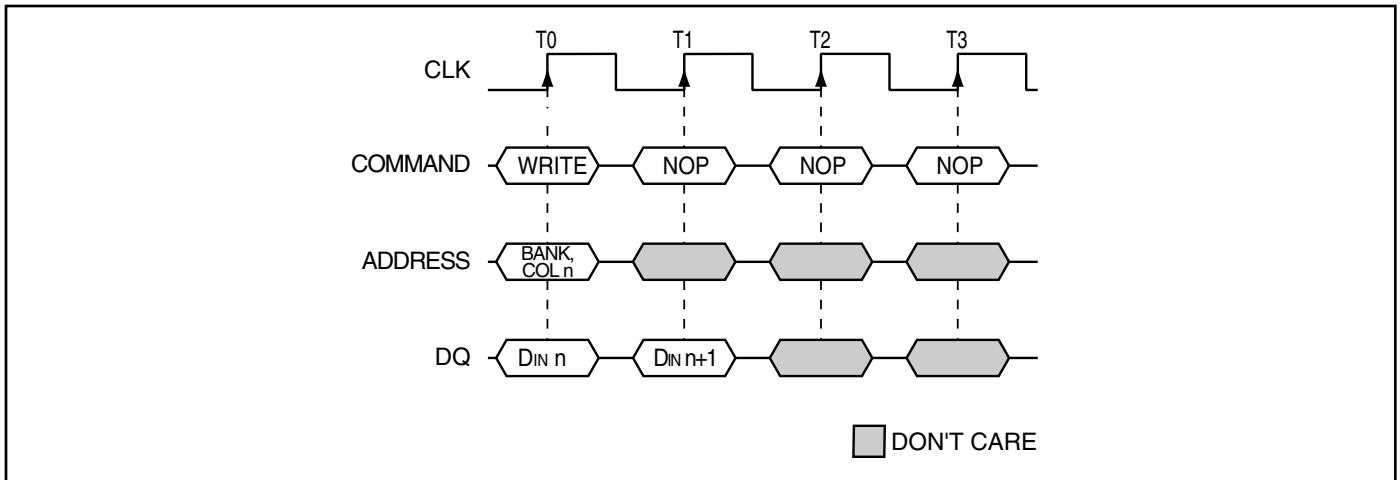 T0 T1 T2 T3
CLK
COMMAND WRITE NOP NOP NOP
ADDRESS BANK,
COL n
DQ DIN n DIN n+1
DON'T CARE